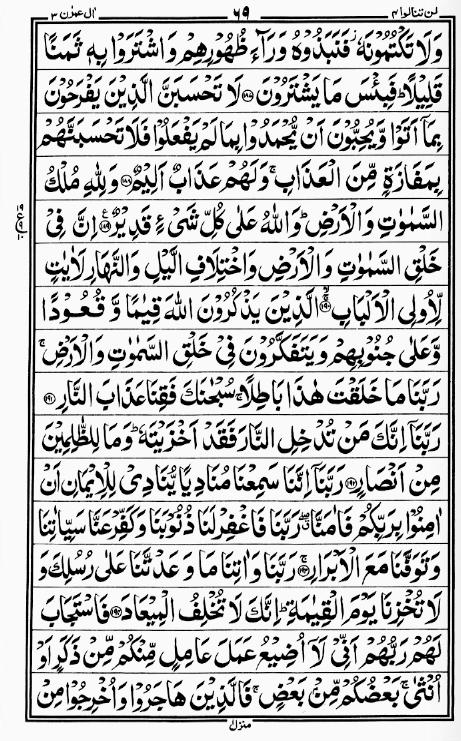 لن تنالوا ۴ ۶۹ اٰل عمرٰن ۳
وَلَا تَكْتُمُوْنَهٗ ز فَنَبَذُوْهُ وَرَآءَ ظُهُوْرِهِمْ وَاشْتَرَوْا بِهٖ ثَمَنًا
قَلِيْلًا ؕ فَبِئْسَ مَا يَشْتَرُوْنَ ۝۱۸۷ لَا تَحْسَبَنَّ الَّذِيْنَ يَفْرَحُوْنَ
بِمَاۤ اَتَوْا وَّيُحِبُّوْنَ اَنْ يُّحْمَدُوْا بِمَا لَمْ يَفْعَلُوْا فَلَا تَحْسَبَنَّهُمْ
بِمَفَازَةٍ مِّنَ الْعَذَابِ ۚ وَلَهُمْ عَذَابٌ اَلِيْمٌ ۝۱۸۸ وَلِلّٰهِ مُلْكُ
السَّمٰوٰتِ وَالْاَرْضِ ؕ وَاللّٰهُ عَلٰى كُلِّ شَىْءٍ قَدِيْرٌ ۝۱۸۹ اِنَّ فِىْ
خَلْقِ السَّمٰوٰتِ وَالْاَرْضِ وَاخْتِلَافِ الَّيْلِ وَالنَّهَارِ لَاٰيٰتٍ
لِّاُولِى الْاَلْبَابِ ۝۱۹۰ الَّذِيْنَ يَذْكُرُوْنَ اللّٰهَ قِيٰمًا وَّقُعُوْدًا
وَّعَلٰى جُنُوْبِهِمْ وَيَتَفَكَّرُوْنَ فِىْ خَلْقِ السَّمٰوٰتِ وَالْاَرْضِ ۚ
رَبَّنَا مَا خَلَقْتَ هٰذَا بَاطِلًا ۚ سُبْحٰنَكَ فَقِنَا عَذَابَ النَّارِ ۝۱۹۱
رَبَّنَاۤ اِنَّكَ مَنْ تُدْخِلِ النَّارَ فَقَدْ اَخْزَيْتَهٗ ؕ وَمَا لِلظّٰلِمِيْنَ
مِنْ اَنْصَارٍ ۝۱۹۲ رَبَّنَاۤ اِنَّنَا سَمِعْنَا مُنَادِيًا يُّنَادِىْ لِلْاِيْمَانِ اَنْ
اٰمِنُوْا بِرَبِّكُمْ فَاٰمَنَّا ۖ رَبَّنَا فَاغْفِرْ لَنَا ذُنُوْبَنَا وَكَفِّرْ عَنَّا سَيِّاٰتِنَا
وَتَوَفَّنَا مَعَ الْاَبْرَارِ ۝۱۹۳ رَبَّنَا وَاٰتِنَا مَا وَعَدْتَّنَا عَلٰى رُسُلِكَ وَ
لَا تُخْزِنَا يَوْمَ الْقِيٰمَةِ ؕ اِنَّكَ لَا تُخْلِفُ الْمِيْعَادَ ۝۱۹۴ فَاسْتَجَابَ
لَهُمْ رَبُّهُمْ اَنِّىْ لَاۤ اُضِيْعُ عَمَلَ عَامِلٍ مِّنْكُمْ مِّنْ ذَكَرٍ اَوْ
اُنْثٰى ۚ بَعْضُكُمْ مِّنْۢ بَعْضٍ ۚ فَالَّذِيْنَ هَاجَرُوْا وَاُخْرِجُوْا مِنْ
منزل